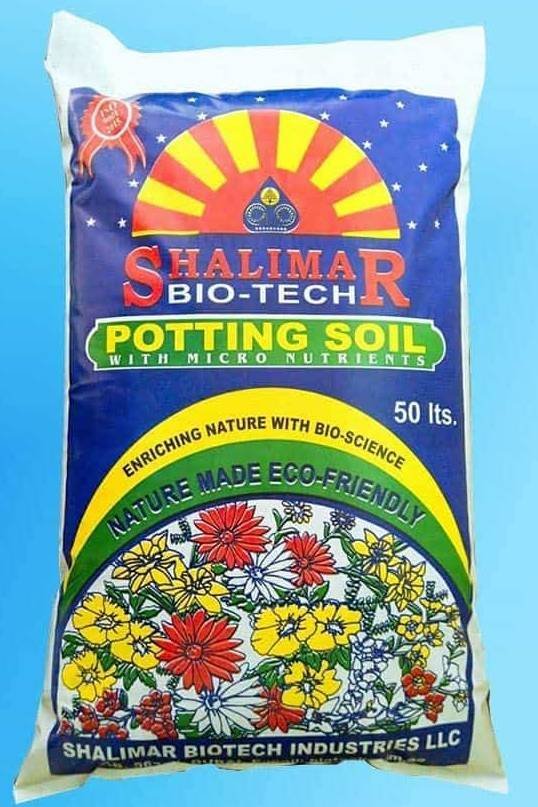 ISO
SHALIMAR
BIO-TECH
POTTING SOIL
WITH MICRO NUTRIENTS
50 lts.
ENRICHING NATURE WITH BIO-SCIENCE
NATURE MADE ECO-FRIENDLY
SHALIMAR BIOTECH INDUSTRIES LLC